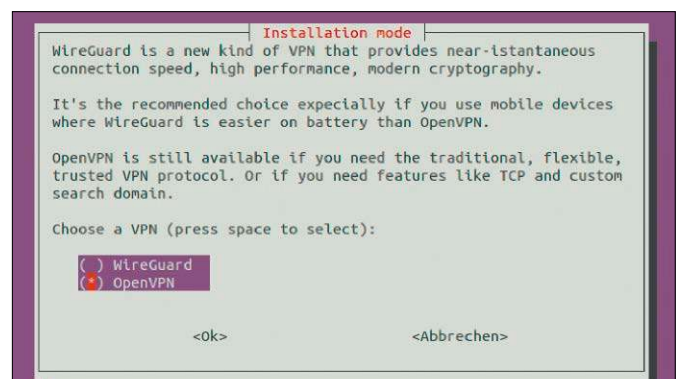 Installation mode
WireGuard is a new kind of VPN that provides near-istantaneous
connection speed, high performance, modern cryptography.
It's the recommended choice expecially if you use mobile devices
where WireGuard is easier on battery than OpenVPN.
OpenVPN is still available if you need the traditional, flexible,
trusted VPN protocol. Or if you need features like TCP and custom
search domain.
Choose a VPN (press space to select):
( ) WireGuard
(*) OpenVPN
<Ok> <Abbrechen>